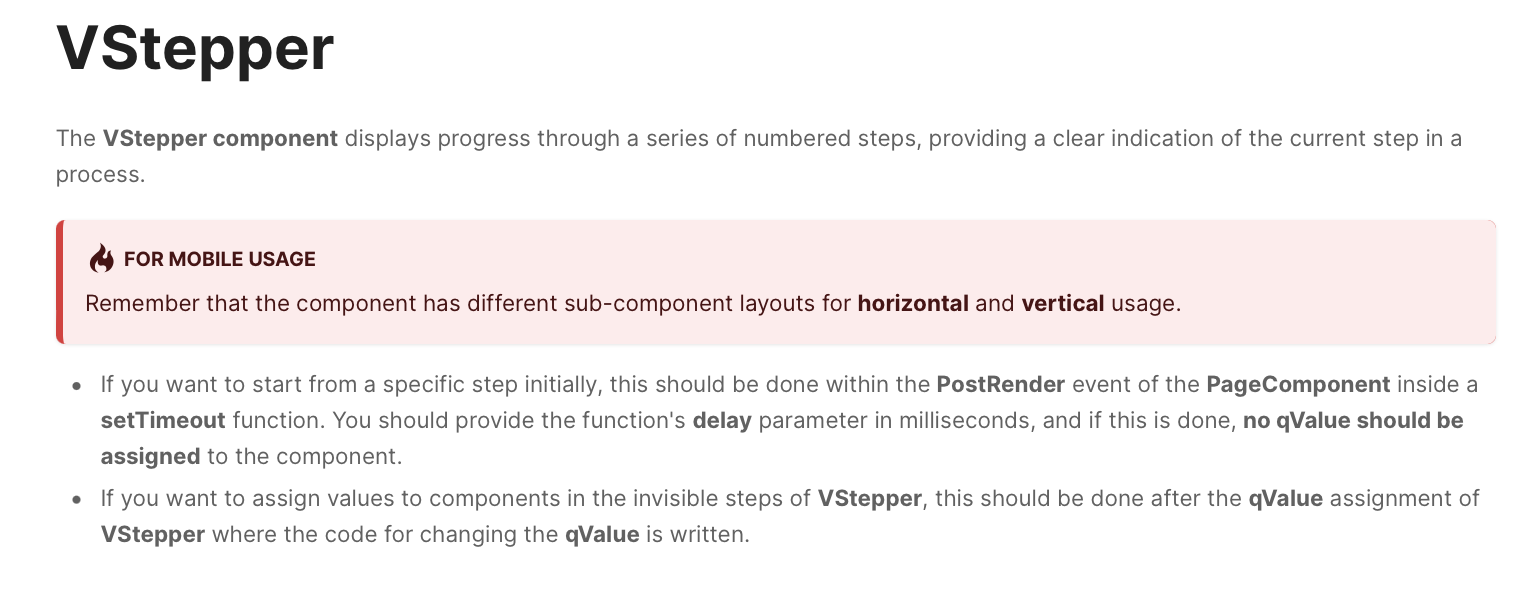 VStepper
The VStepper component displays progress through a series of numbered steps, providing a clear indication of the current step in a
process.
FOR MOBILE USAGE
Remember that the component has different sub-component layouts for horizontal and vertical usage.
• If you want to start from a specific step initially, this should be done within the PostRender event of the PageComponent inside a
setTimeout function. You should provide the function's delay parameter in milliseconds, and if this is done, no qValue should be
assigned to the component.
• If you want to assign values to components in the invisible steps of VStepper, this should be done after the qValue assignment of
VStepper where the code for changing the qValue is written.